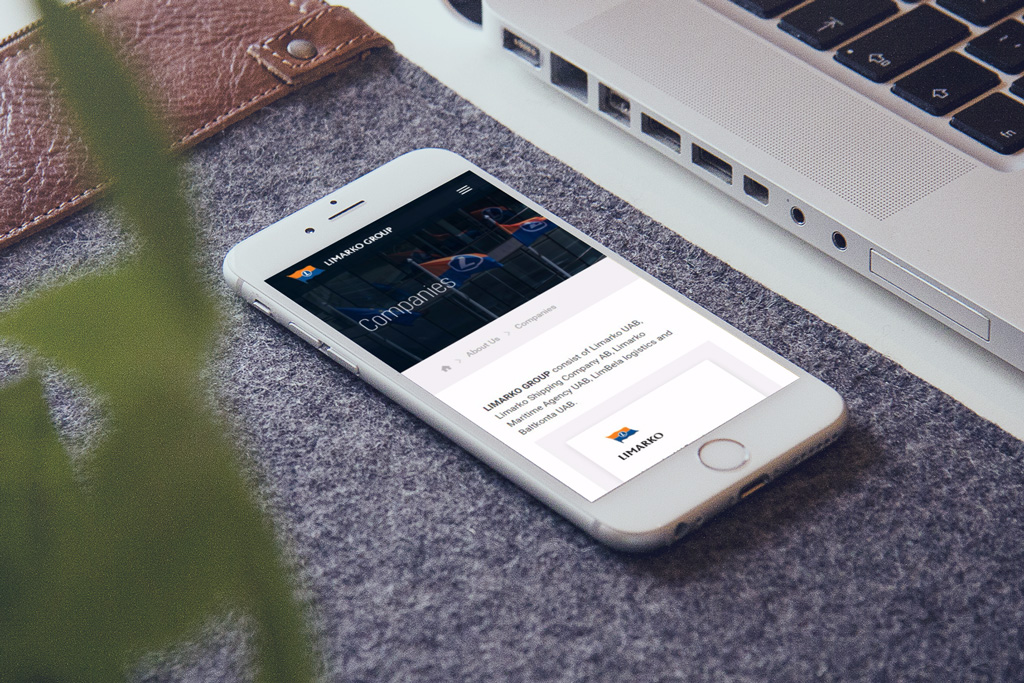 LIMARKO GROUP
Companies
About Us > Companies
LIMARKO GROUP consist of Limarko UAB,
Limarko Shipping Company AB, Limarko
Maritime Agency UAB, LimBela logistics and
Baltkonta UAB.
LIMARKO
fn